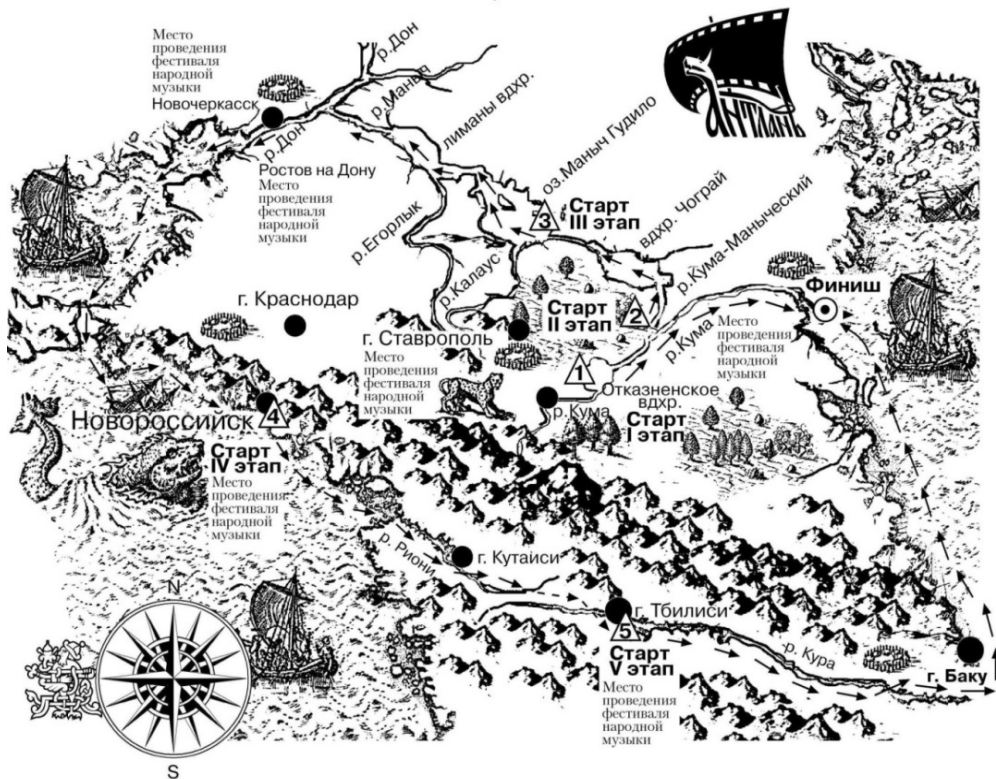 Место
проведения
фестиваля
народной
музыки
Новочеркасск
р.Дон
р.Маныч
р.Дон
лиманы вдхр.
АНТЛАНЬ
Ростов на Дону
Место
проведения
фестиваля
народной
музыки
оз.Маныч Гудило
3
Старт
III этап
вдхр. Чограй
р.Кума-Маныческий
р.Егорлык
р.Калаус
г. Краснодар
Старт
II этап
2
Финиш
г. Ставрополь
Место
проведения
фестиваля
народной
музыки
р.Кума
Место
проведения
фестиваля
народной
музыки
1
Отказненское
вдхр.
р.Кума
Старт
I этап
Новороссийск
4
Старт
IV этап
Место
проведения
фестиваля
народной
музыки
р. Риони
г. Кутаиси
г. Тбилиси
5
Старт
V этап
Место
проведения
фестиваля
народной
музыки
р. Кура
г. Баку
N
S